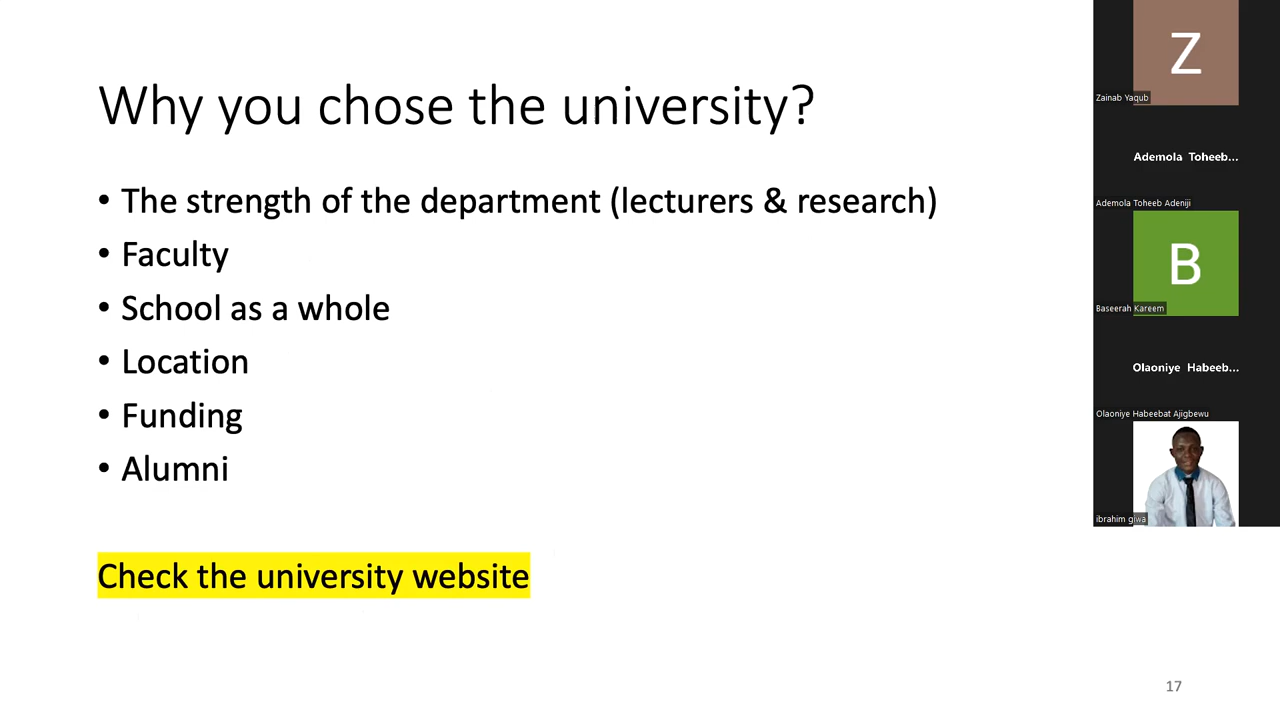 Why you chose the university?
• The strength of the department (lecturers & research)
• Faculty
• School as a whole
• Location
• Funding
• Alumni
Check the university website
17
Z
Zainab Yaqub
Ademola Toheeb...
Ademola Toheeb Adeniji
B
Baseerah Kareem
Olaoniye Habeeb...
Olaoniye Habeebat Ajigbewu
ibrahim giwa